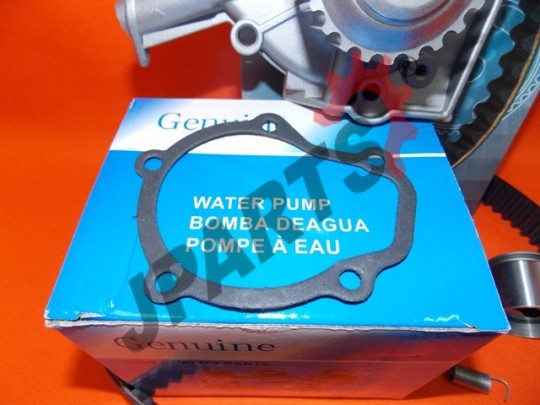 Genuine
WATER PUMP
BOMBA DEAGUA
POMPE À EAU
JPARTS
Genuine